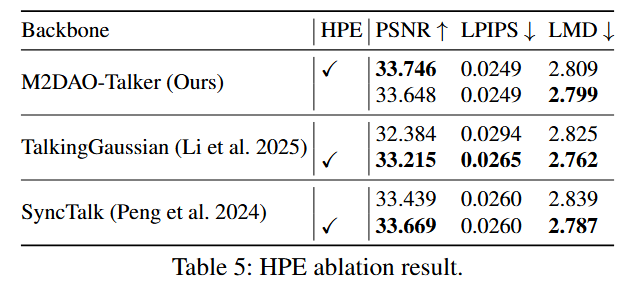 Backbone HPE PSNR ↑ LPIPS ↓ LMD ↓
M2DAO-Talker (Ours) ✓ 33.746 0.0249 2.809
33.648 0.0249 2.799
TalkingGaussian (Li et al. 2025) 32.384 0.0294 2.825
✓ 33.215 0.0265 2.762
SyncTalk (Peng et al. 2024) 33.439 0.0260 2.839
✓ 33.669 0.0260 2.787
Table 5: HPE ablation result.